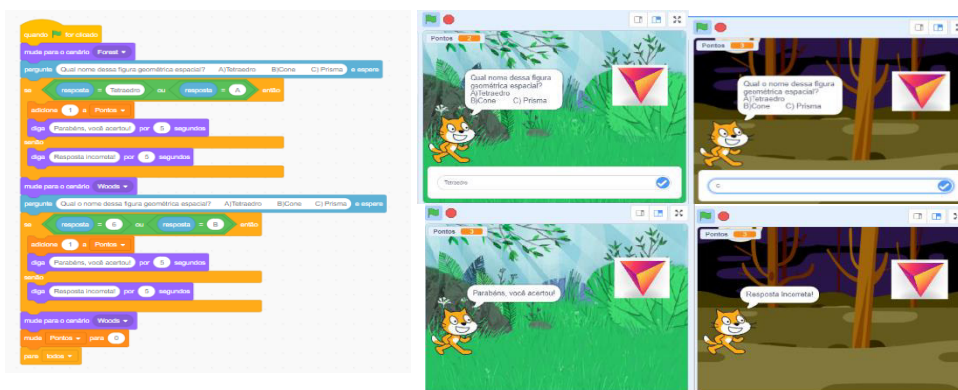 quando for clicado
mude para o cenário Forest
pergunte Qual nome dessa figura geométrica espacial? A)Tetraedro B)Cone C) Prisma e espere
se resposta = Tetraedro ou resposta = A então
adicione 1 a Pontos
diga Parabéns, você acertou! por 5 segundos
senão
diga Resposta incorreta! por 5 segundos
mude para o cenário Woods
pergunte Qual o nome dessa figura geométrica espacial? A)Tetraedro B)Cone C) Prisma e espere
se resposta = 5 ou resposta = B então
adicione 1 a Pontos
diga Parabéns, você acertou! por 5 segundos
senão
diga Resposta incorreta! por 5 segundos
mude para o cenário Woods
mude Pontos para 0
pare todos
Pontos 2
Qual nome dessa figura
geométrica espacial?
A)Tetraedro
B)Cone C) Prisma
Tetraedro
Pontos 3
Qual o nome dessa figura
geométrica espacial?
A)Tetraedro
B)Cone C) Prisma
Pontos 3
Parabéns, você acertou!
Pontos 3
Resposta incorreta!